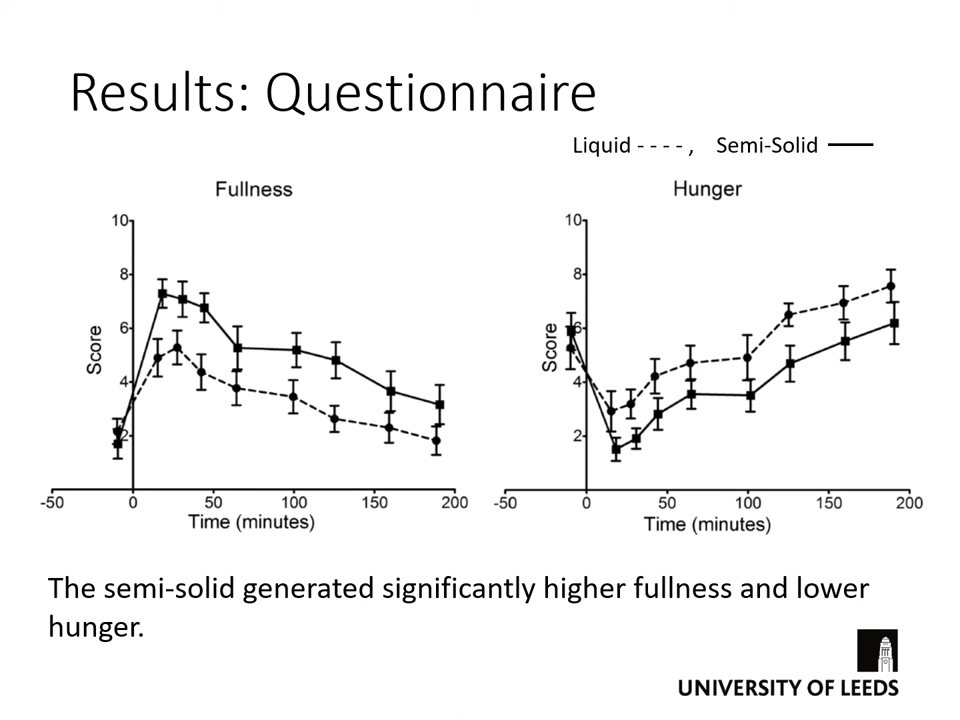 Results: Questionnaire
Liquid - - - - ,    Semi-Solid
Fullness
Score
10
8
6
4
2
-50 0 50 100 150 200
Time (minutes)
Hunger
Score
10
8
6
4
2
-50 0 50 100 150 200
Time (minutes)
The semi-solid generated significantly higher fullness and lower
hunger.
UNIVERSITY OF LEEDS